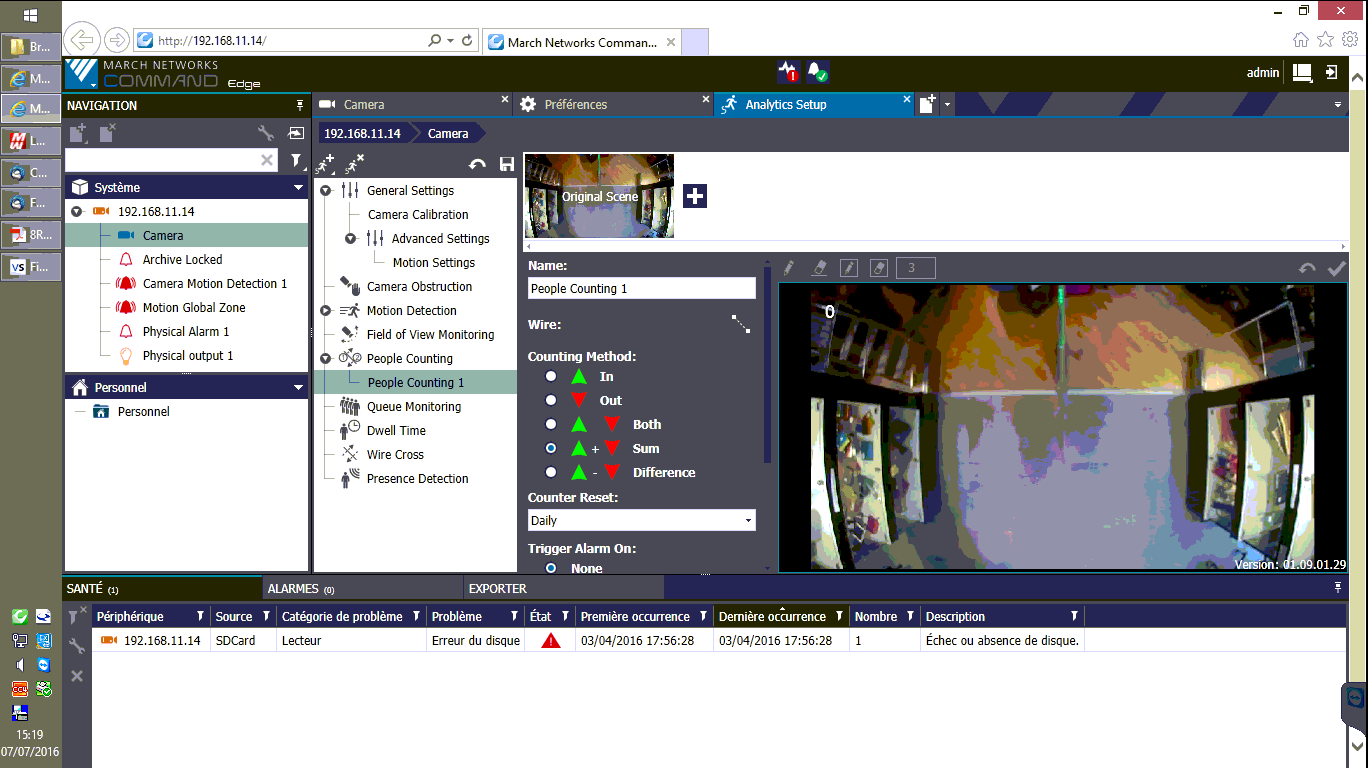 http://192.168.11.14/
March Networks Comman...
Br...
M...
M...
L...
C...
F...
8R...
Fi...
MARCH NETWORKS
COMMAND Edge
admin
NAVIGATION
Camera
Préférences
Analytics Setup
192.168.11.14 Camera
Système
192.168.11.14
Camera
Archive Locked
Camera Motion Detection 1
Motion Global Zone
Physical Alarm 1
Physical output 1
Personnel
Personnel
General Settings
Camera Calibration
Advanced Settings
Motion Settings
Camera Obstruction
Motion Detection
Field of View Monitoring
People Counting
People Counting 1
Queue Monitoring
Dwell Time
Wire Cross
Presence Detection
Original Scene
Name:
People Counting 1
Wire:
Counting Method:
In
Out
Both
+ Sum
- Difference
Counter Reset:
Daily
Trigger Alarm On:
None
3
0
Version: 01.09.01.29
SANTÉ (1) ALARMES (0) EXPORTER
Périphérique Source Catégorie de problème Problème État Première occurrence Dernière occurrence Nombre Description
192.168.11.14 SDCard Lecteur Erreur du disque 03/04/2016 17:56:28 03/04/2016 17:56:28 1 Échec ou absence de disque.
15:19
07/07/2016